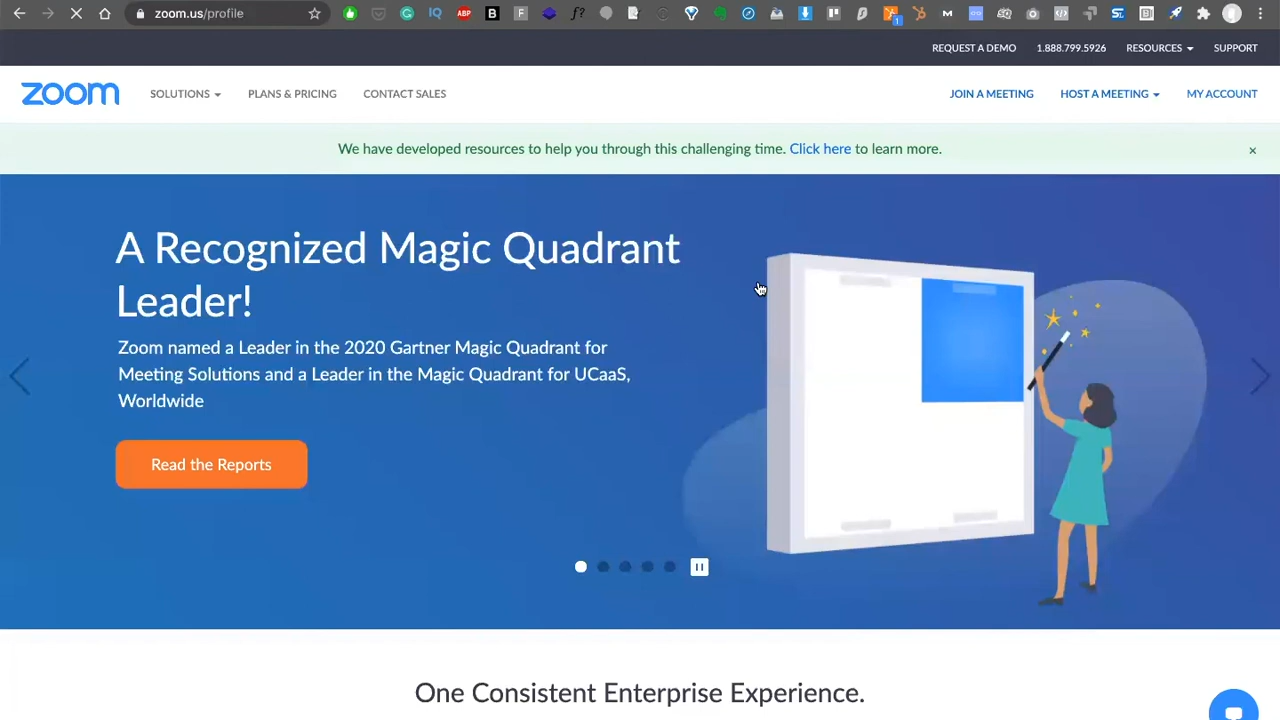 zoom.us/profile
REQUEST A DEMO 1.888.799.5926 RESOURCES SUPPORT
zoom SOLUTIONS PLANS & PRICING CONTACT SALES JOIN A MEETING HOST A MEETING MY ACCOUNT
We have developed resources to help you through this challenging time. Click here to learn more. ×
A Recognized Magic Quadrant
Leader!
Zoom named a Leader in the 2020 Gartner Magic Quadrant for
Meeting Solutions and a Leader in the Magic Quadrant for UCaaS,
Worldwide
Read the Reports
One Consistent Enterprise Experience.